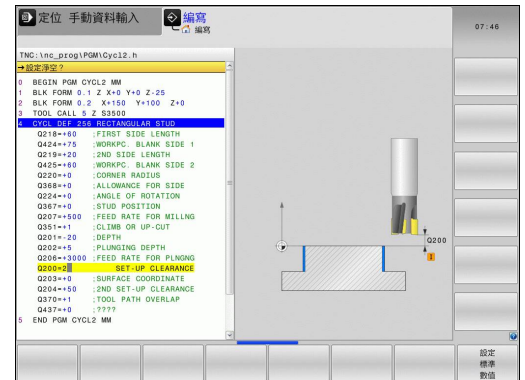 定位 手動資料輸入
編寫
編寫
07:46
TNC:\nc_prog\PGM\Cycl2.h
→設定淨空？
0 BEGIN PGM CYCL2 MM
1 BLK FORM 0.1 Z X+0 Y+0 Z-25
2 BLK FORM 0.2 X+150 Y+100 Z+0
3 TOOL CALL 5 Z S3500
4 CYCL DEF 256 RECTANGULAR STUD
Q218=+60 ;FIRST SIDE LENGTH
Q424=+75 ;WORKPC. BLANK SIDE 1
Q219=+20 ;2ND SIDE LENGTH
Q425=+60 ;WORKPC. BLANK SIDE 2
Q220=+0 ;CORNER RADIUS
Q368=+0 ;ALLOWANCE FOR SIDE
Q224=+0 ;ANGLE OF ROTATION
Q367=+0 ;STUD POSITION
Q207=+500 ;FEED RATE FOR MILLNG
Q351=+1 ;CLIMB OR UP-CUT
Q201=-20 ;DEPTH
Q202=+5 ;PLUNGING DEPTH
Q206=+3000 ;FEED RATE FOR PLNGNG
Q200=2 SET-UP CLEARANCE
Q203=+0 ;SURFACE COORDINATE
Q204=+50 ;2ND SET-UP CLEARANCE
Q370=+1 ;TOOL PATH OVERLAP
Q437=+0 ;????
5 END PGM CYCL2 MM
Q200
I
設定
標準
數值